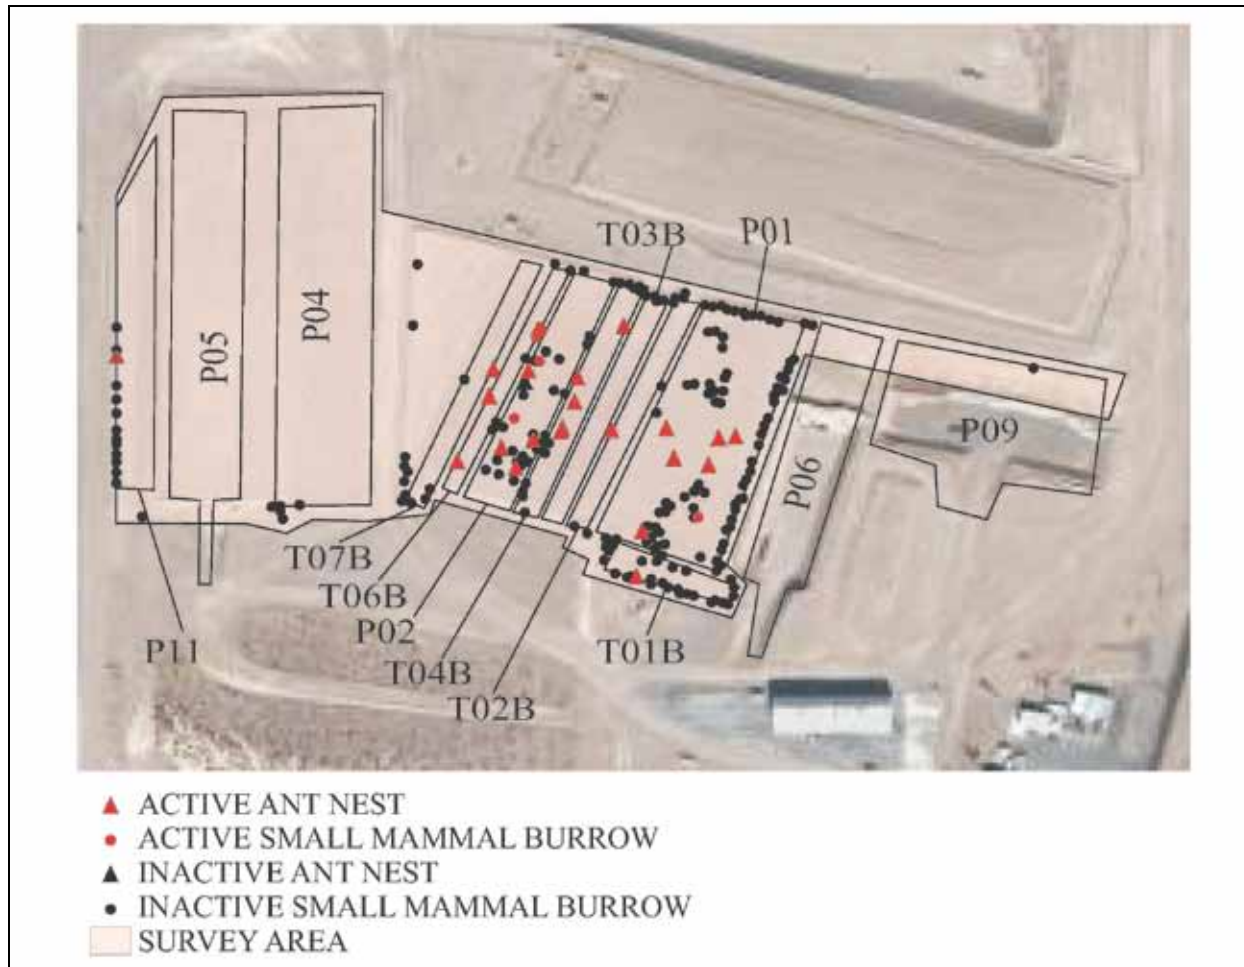 T03B
P01
P04
P05
P09
P06
T07B
T06B
P02
P11
T04B
T01B
T02B
ACTIVE ANT NEST
ACTIVE SMALL MAMMAL BURROW
INACTIVE ANT NEST
INACTIVE SMALL MAMMAL BURROW
SURVEY AREA